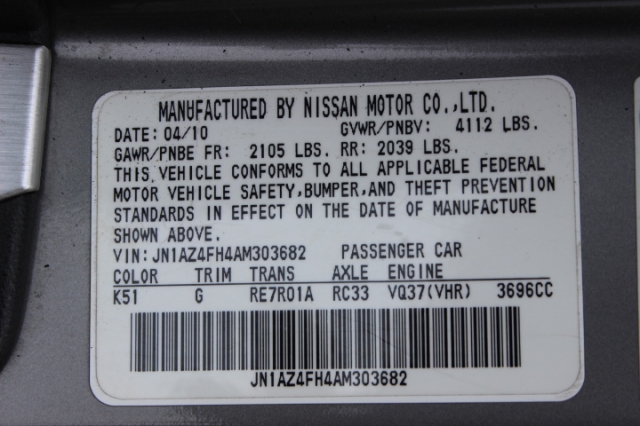 MANUFACTURED BY NISSAN MOTOR CO.,LTD.
DATE: 04/10 GVWR/PNBV: 4112 LBS.
GAWR/PNBE FR: 2105 LBS. RR: 2039 LBS.
THIS VEHICLE CONFORMS TO ALL APPLICABLE FEDERAL
MOTOR VEHICLE SAFETY,BUMPER,AND THEFT PREVENTION
STANDARDS IN EFFECT ON THE DATE OF MANUFACTURE
SHOWN ABOVE.
VIN: JN1AZ4FH4AM303682 PASSENGER CAR
COLOR TRIM TRANS AXLE ENGINE
K51 G RE7R01A RC33 VQ37(VHR) 3696CC
JN1AZ4FH4AM303682